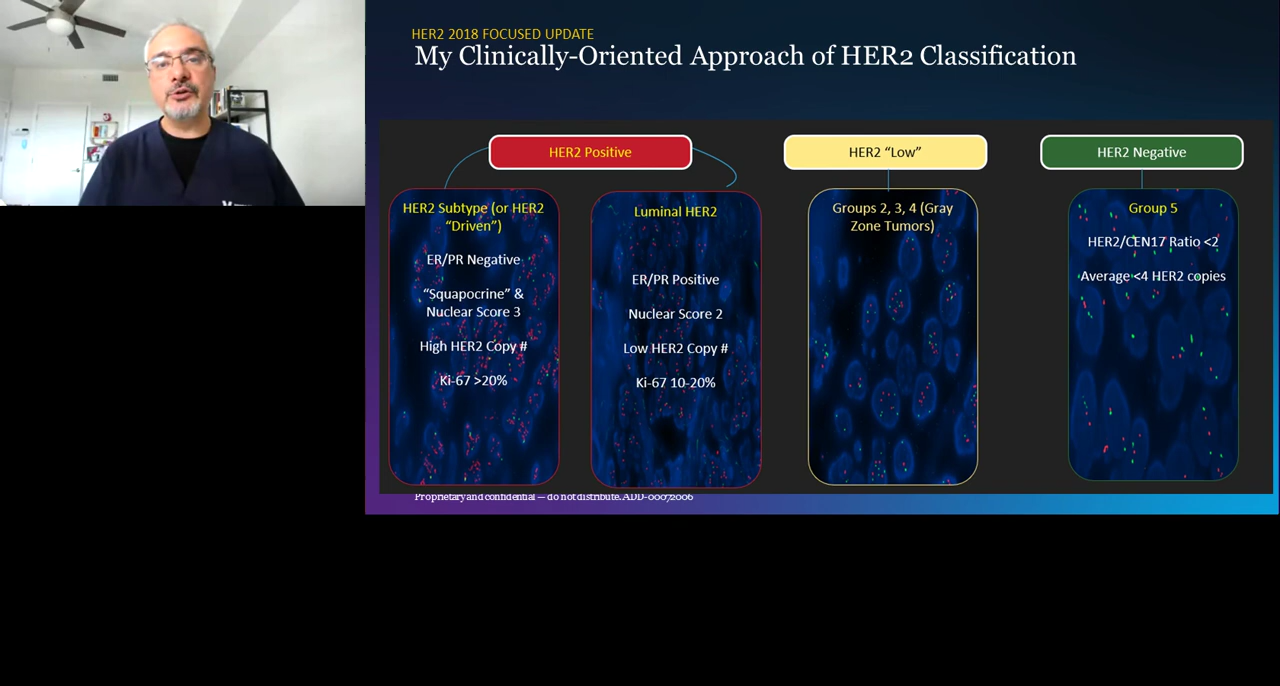 HER2 2018 FOCUSED UPDATE
My Clinically-Oriented Approach of HER2 Classification
HER2 Positive
HER2 "Low"
HER2 Negative
HER2 Subtype (or HER2
"Driven")
ER/PR Negative
"Squapocrine" &
Nuclear Score 3
High HER2 Copy #
Ki-67 >20%
Luminal HER2
ER/PR Positive
Nuclear Score 2
Low HER2 Copy #
Ki-67 10-20%
Groups 2, 3, 4 (Gray
Zone Tumors)
Group 5
HER2/CEN17 Ratio <2
Average <4 HER2 copies
Proprietary and confidential — do not distribute.